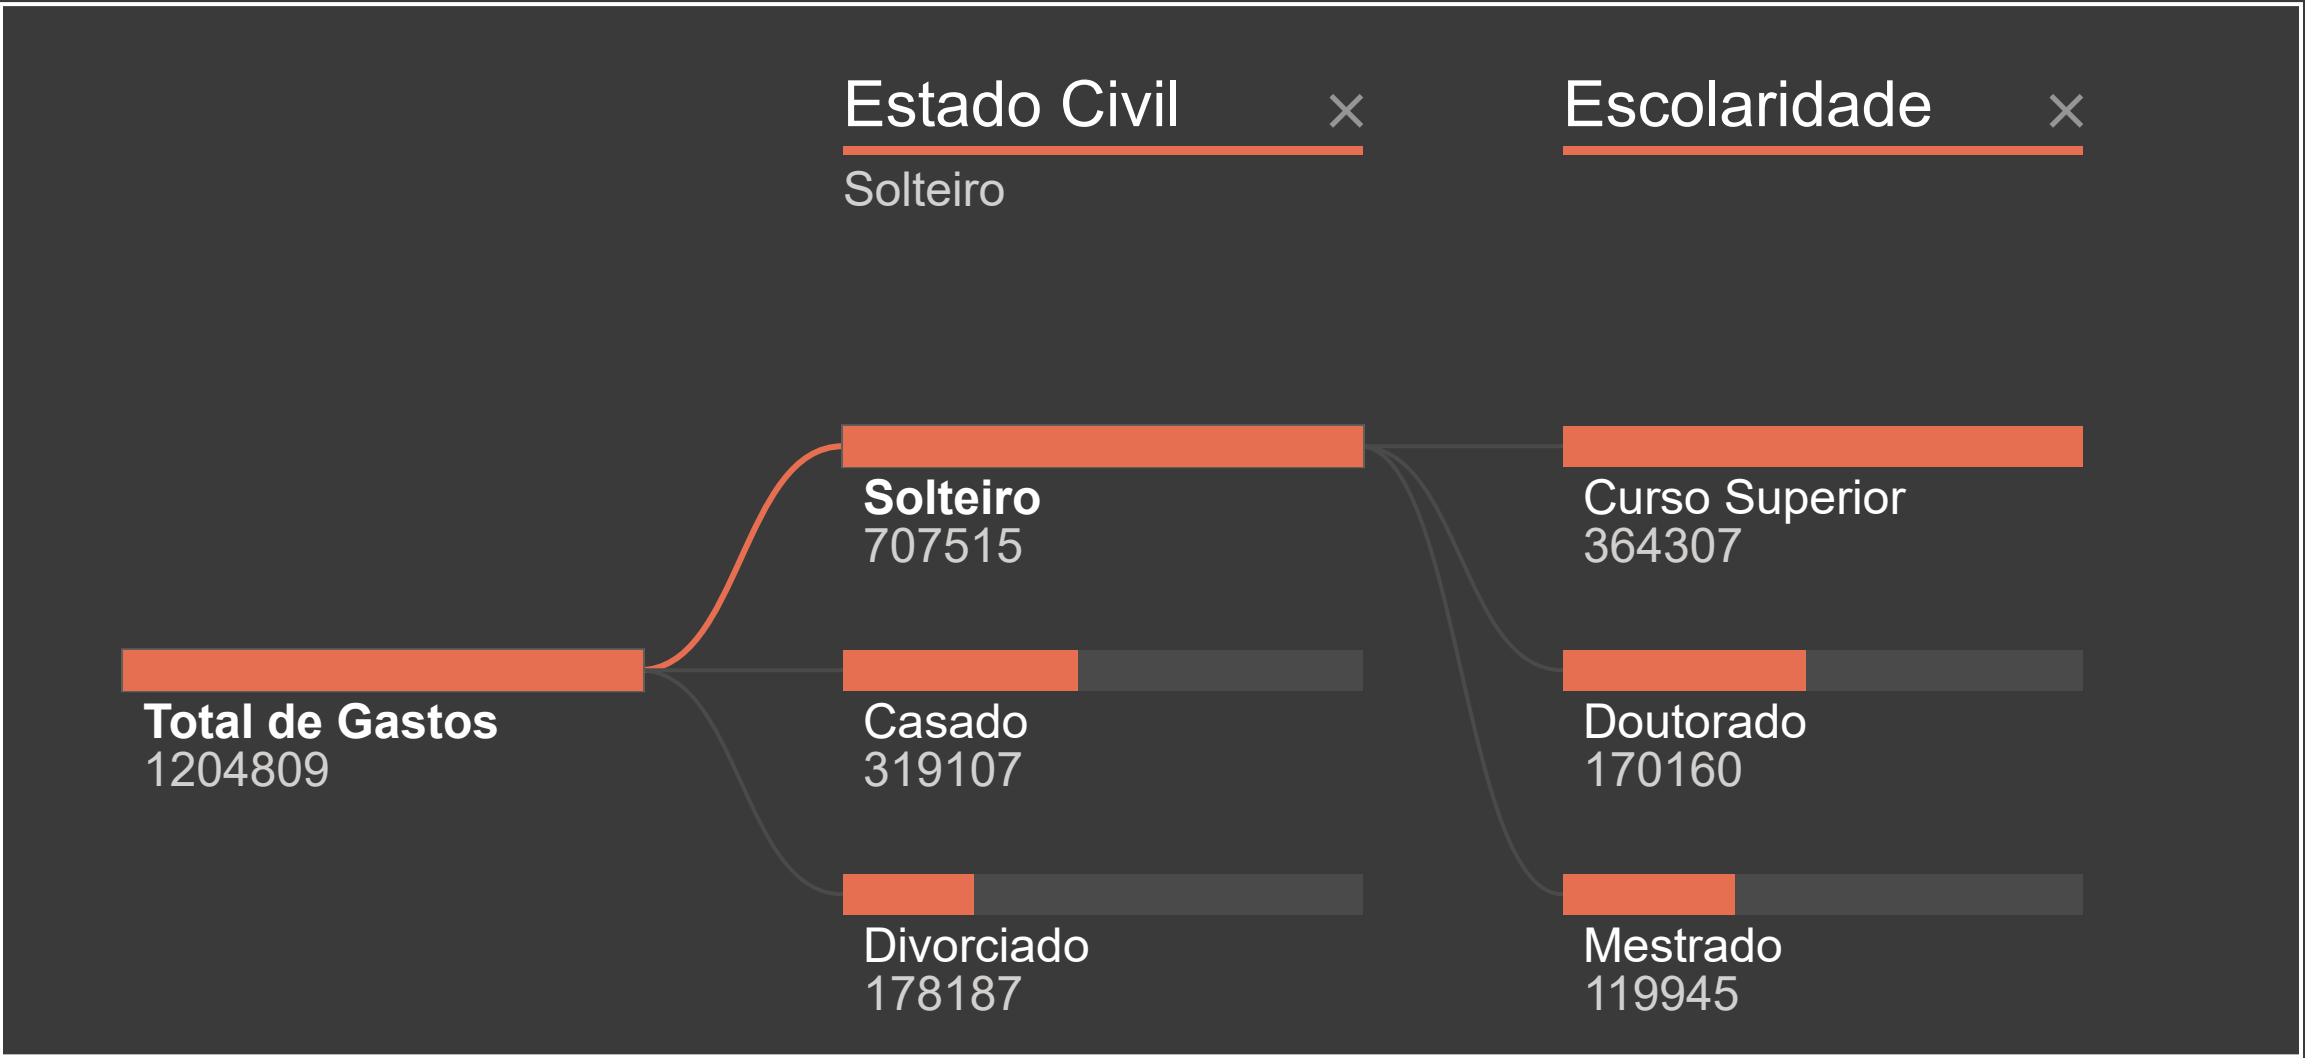 Estado Civil
Solteiro
Escolaridade
Total de Gastos
1204809
Solteiro
707515
Casado
319107
Divorciado
178187
Curso Superior
364307
Doutorado
170160
Mestrado
119945